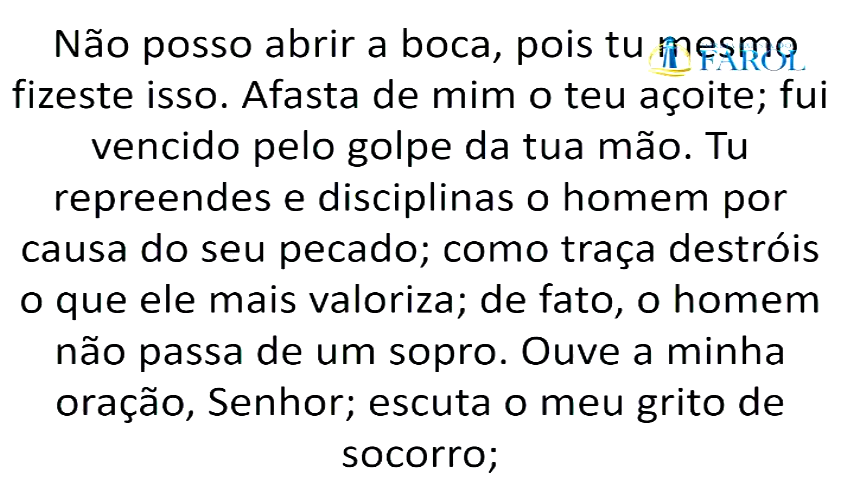 Não posso abrir a boca, pois tu mesmo
FAROL
fizeste isso. Afasta de mim o teu açoite; fui
vencido pelo golpe da tua mão. Tu
repreendes e disciplinas o homem por
causa do seu pecado; como traça destróis
o que ele mais valoriza; de fato, o homem
não passa de um sopro. Ouve a minha
oração, Senhor; escuta o meu grito de
socorro;